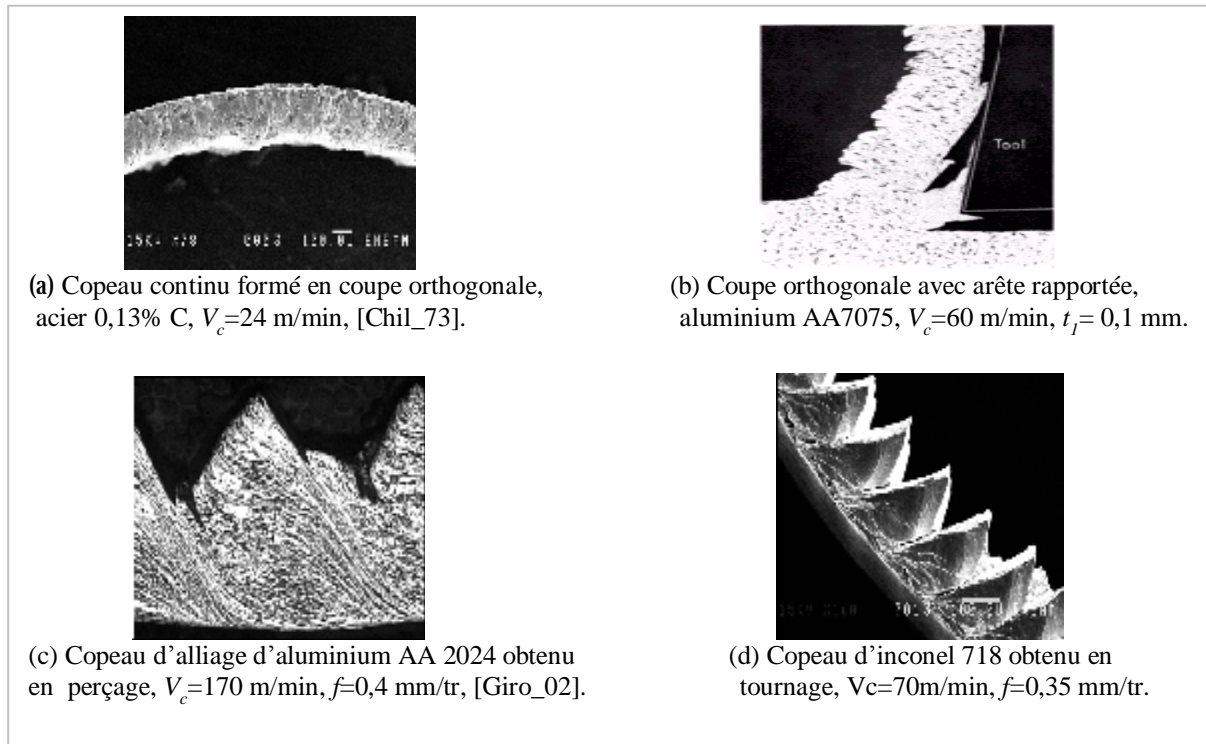 Tool
(a) Copeau continu formé en coupe orthogonale,
acier 0,13% C, Vc=24 m/min, [Chil_73].
(b) Coupe orthogonale avec arête rapportée,
aluminium AA7075, Vc=60 m/min, t1= 0,1 mm.
(c) Copeau d'alliage d'aluminium AA 2024 obtenu
en perçage, Vc=170 m/min, f=0,4 mm/tr, [Giro_02].
(d) Copeau d'inconel 718 obtenu en
tournage, Vc=70m/min, f=0,35 mm/tr.